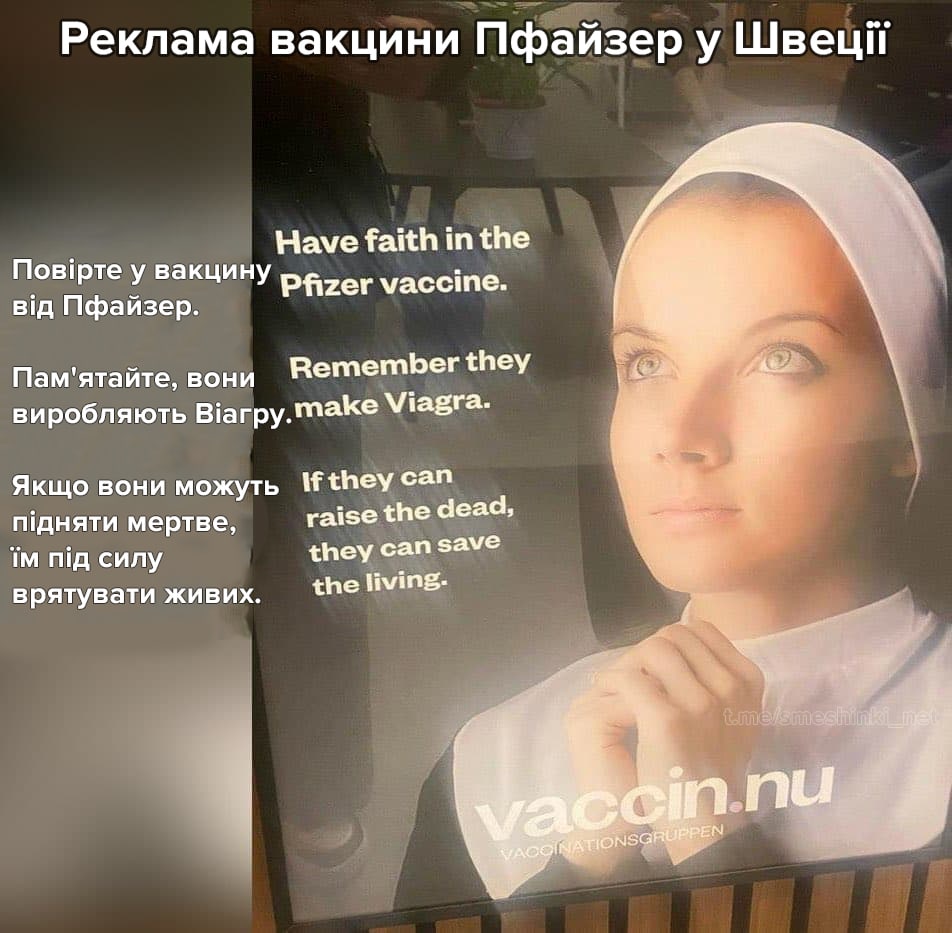 Реклама вакцини Пфайзер у Швеції
Повірте у вакцину
від Пфайзер.
Пам'ятайте, вони
виробляють Віагру.
Якщо вони можуть
підняти мертве,
їм під силу
врятувати живих.
Have faith in the
Pfizer vaccine.
Remember they
make Viagra.
If they can
raise the dead,
they can save
the living.
t.me/smeshinki_net
vaccin.nu
VACCINATIONSGRUPPEN